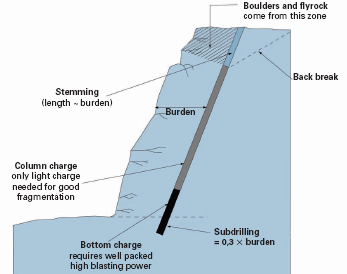 Boulders and flyrock
come from this zone
Stemming
(length ~ burden)
Back break
Burden
Column charge
only light charge
needed for good
fragmentation
Subdrilling
= 0,3 × burden
Bottom charge
requires well packed
high blasting power